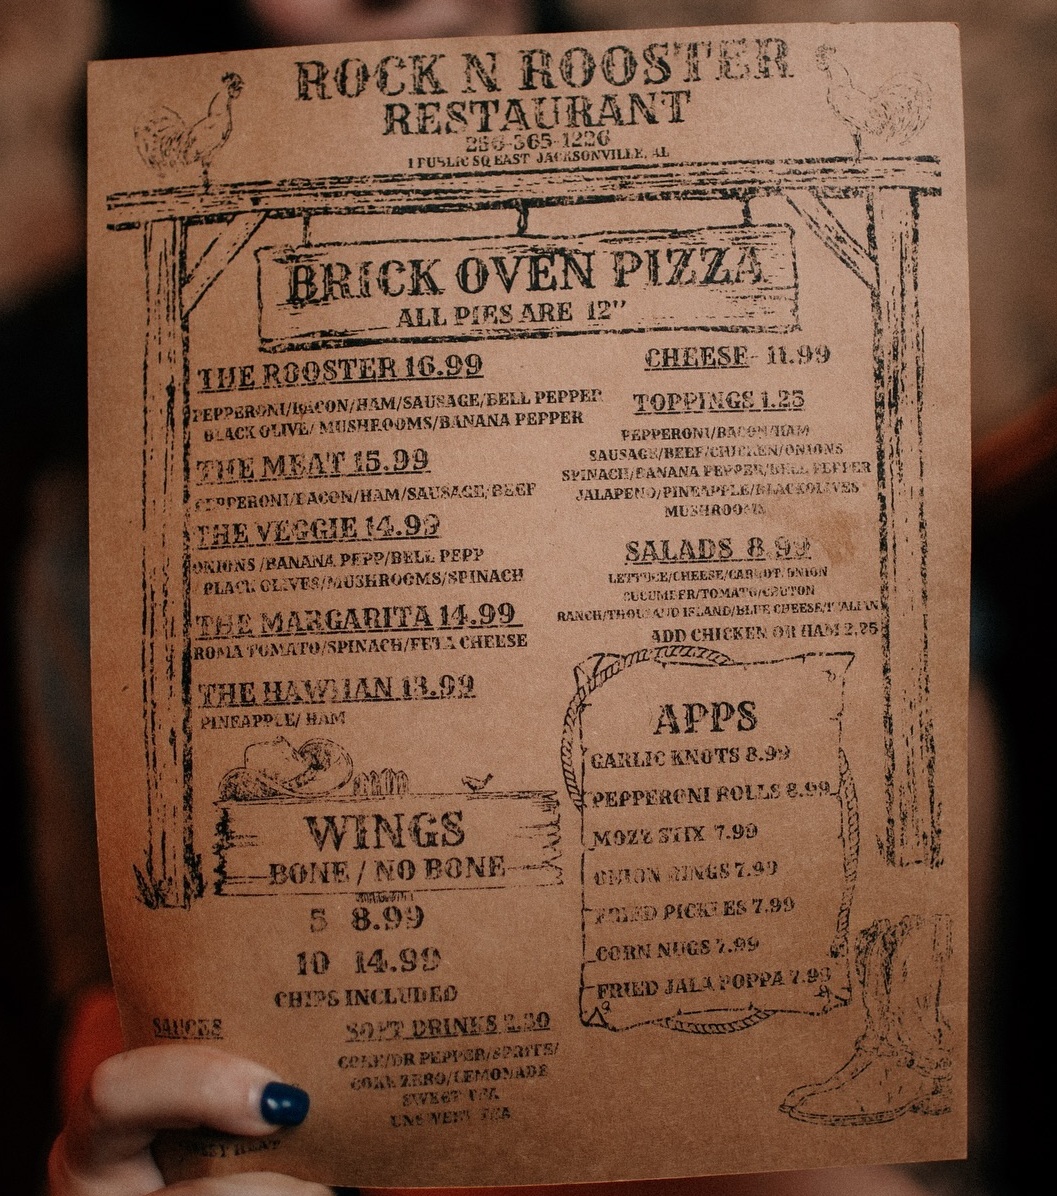 ROCK N ROOSTER
RESTAURANT
256-365-1226
1 PUBLIC SQ EAST JACKSONVILLE, AL
BRICK OVEN PIZZA
ALL PIES ARE 12"
THE ROOSTER 16.99
PEPPERONI/BACON/HAM/SAUSAGE/BELL PEPPER
BLACK OLIVE/ MUSHROOMS/BANANA PEPPER
THE MEAT 15.99
PEPPERONI/BACON/HAM/SAUSAGE/BEEF
THE VEGGIE 14.99
ONIONS /BANANA PEPP/BELL PEPP
BLACK OLIVES/MUSHROOMS/SPINACH
THE MARGARITA 14.99
ROMA TOMATO/SPINACH/FETA CHEESE
THE HAWIIAN 13.99
PINEAPPLE/ HAM
CHEESE- 11.99
TOPPINGS 1.25
PEPPERONI/BACON/HAM
SAUSAGE/BEEF/CHICKEN/ONIONS
SPINACH/BANANA PEPPER/BELL PEPPER
JALAPENO/PINEAPPLE/BLACKOLIVES
MUSHROOMS
SALADS 8.99
LETTUCE/CHEESE/CARROT/ONION
CUCUMBER/TOMATO/CRUTON
RANCH/THOUSAND ISLAND/BLUE CHEESE/ITALIAN
ADD CHICKEN OR HAM 2.25
WINGS
BONE / NO BONE
5 8.99
10 14.99
CHIPS INCLUDED
SAUCES
HEAT
SOFT DRINKS 2.50
COKE/DR PEPPER/SPRITE/
COKE ZERO/LEMONADE
SWEET TEA
UNSWEET TEA
APPS
GARLIC KNOTS 8.99
PEPPERONI ROLLS 8.99
MOZZ STIX 7.99
ONION RINGS 7.99
FRIED PICKLES 7.99
CORN NUGS 7.99
FRIED JALA POPPA 7.99